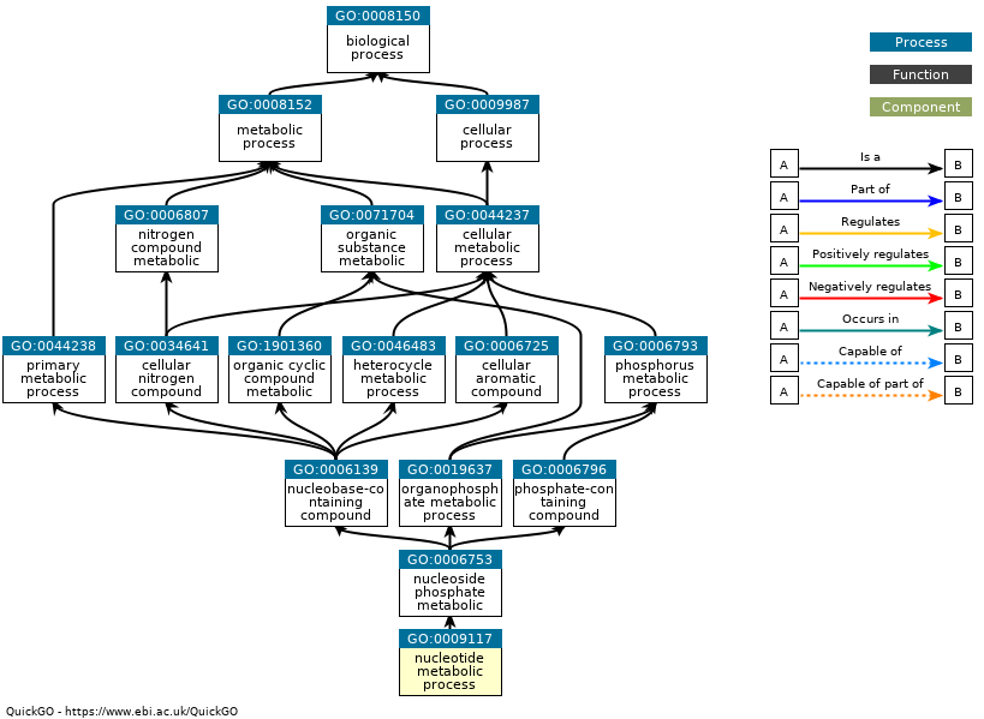 GO:0008150
biological
process
GO:0008152
metabolic
process
GO:0009987
cellular
process
GO:0006807
nitrogen
compound
metabolic
GO:0071704
organic
substance
metabolic
GO:0044237
cellular
metabolic
process
GO:0044238
primary
metabolic
process
GO:0034641
cellular
nitrogen
compound
GO:1901360
organic cyclic
compound
metabolic
GO:0046483
heterocycle
metabolic
process
GO:0006725
cellular
aromatic
compound
GO:0006793
phosphorus
metabolic
process
GO:0006139
nucleobase-co
ntaining
compound
GO:0019637
organophosph
ate metabolic
process
GO:0006796
phosphate-con
taining
compound
GO:0006753
nucleoside
phosphate
metabolic
GO:0009117
nucleotide
metabolic
process
Process
Function
Component
A Is a B
A Part of B
A Regulates B
A Positively regulates B
A Negatively regulates B
A Occurs in B
A Capable of B
A Capable of part of B
QuickGO - https://www.ebi.ac.uk/QuickGO